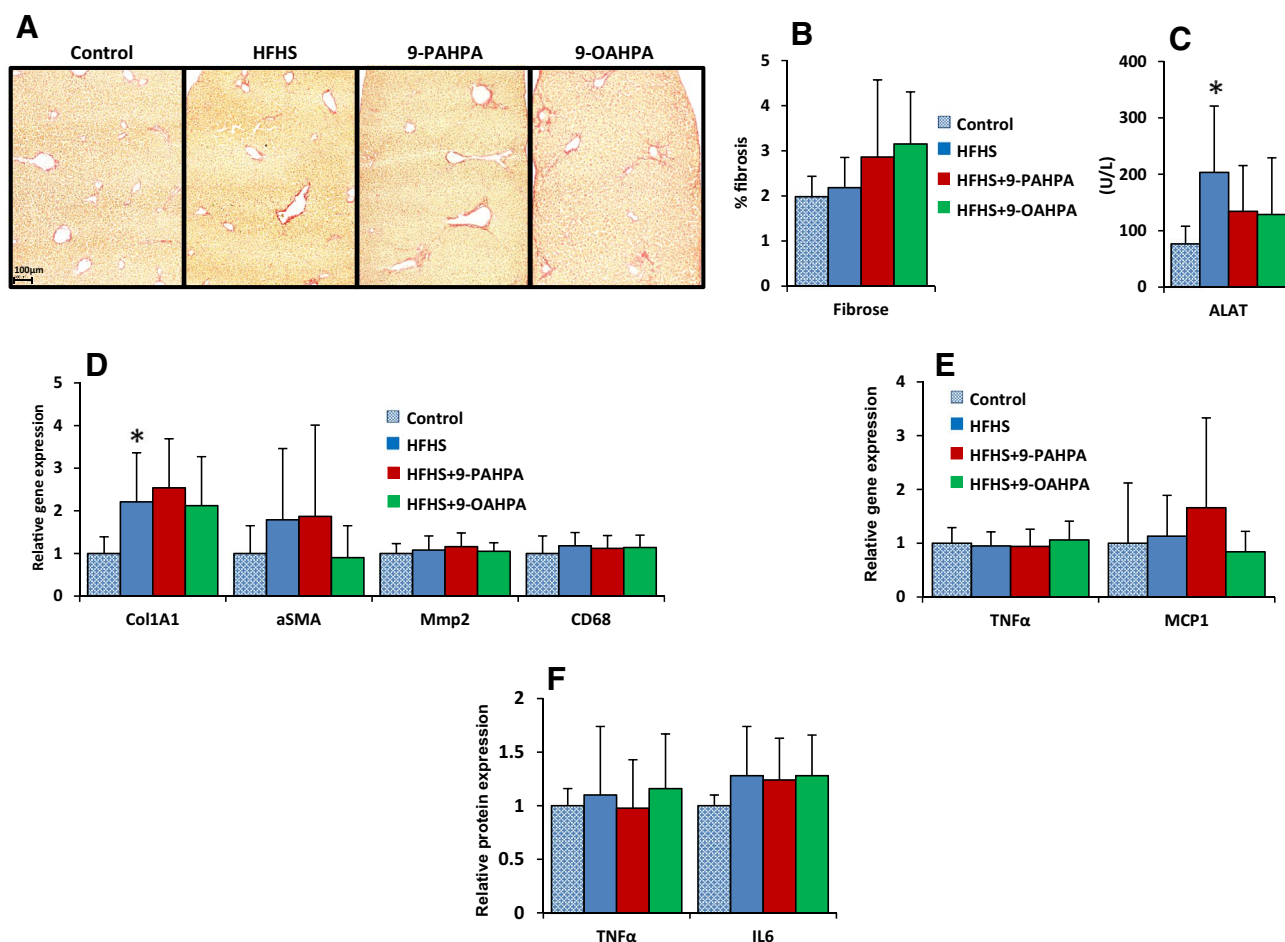 A
Control HFHS 9-PAHPA 9-OAHPA
100μm
B
% fibrosis
5
4
3
2
1
0
Fibrose
Control
HFHS
HFHS+9-PAHPA
HFHS+9-OAHPA
C
(U/L)
400
300
200
100
0
*
ALAT
D
Relative gene expression
5
4
3
2
1
0
*
Control
HFHS
HFHS+9-PAHPA
HFHS+9-OAHPA
Col1A1 aSMA Mmp2 CD68
E
Relative gene expression
4
3
2
1
0
Control
HFHS
HFHS+9-PAHPA
HFHS+9-OAHPA
TNFα MCP1
F
Relative protein expression
2
1.5
1
0.5
0
TNFα IL6